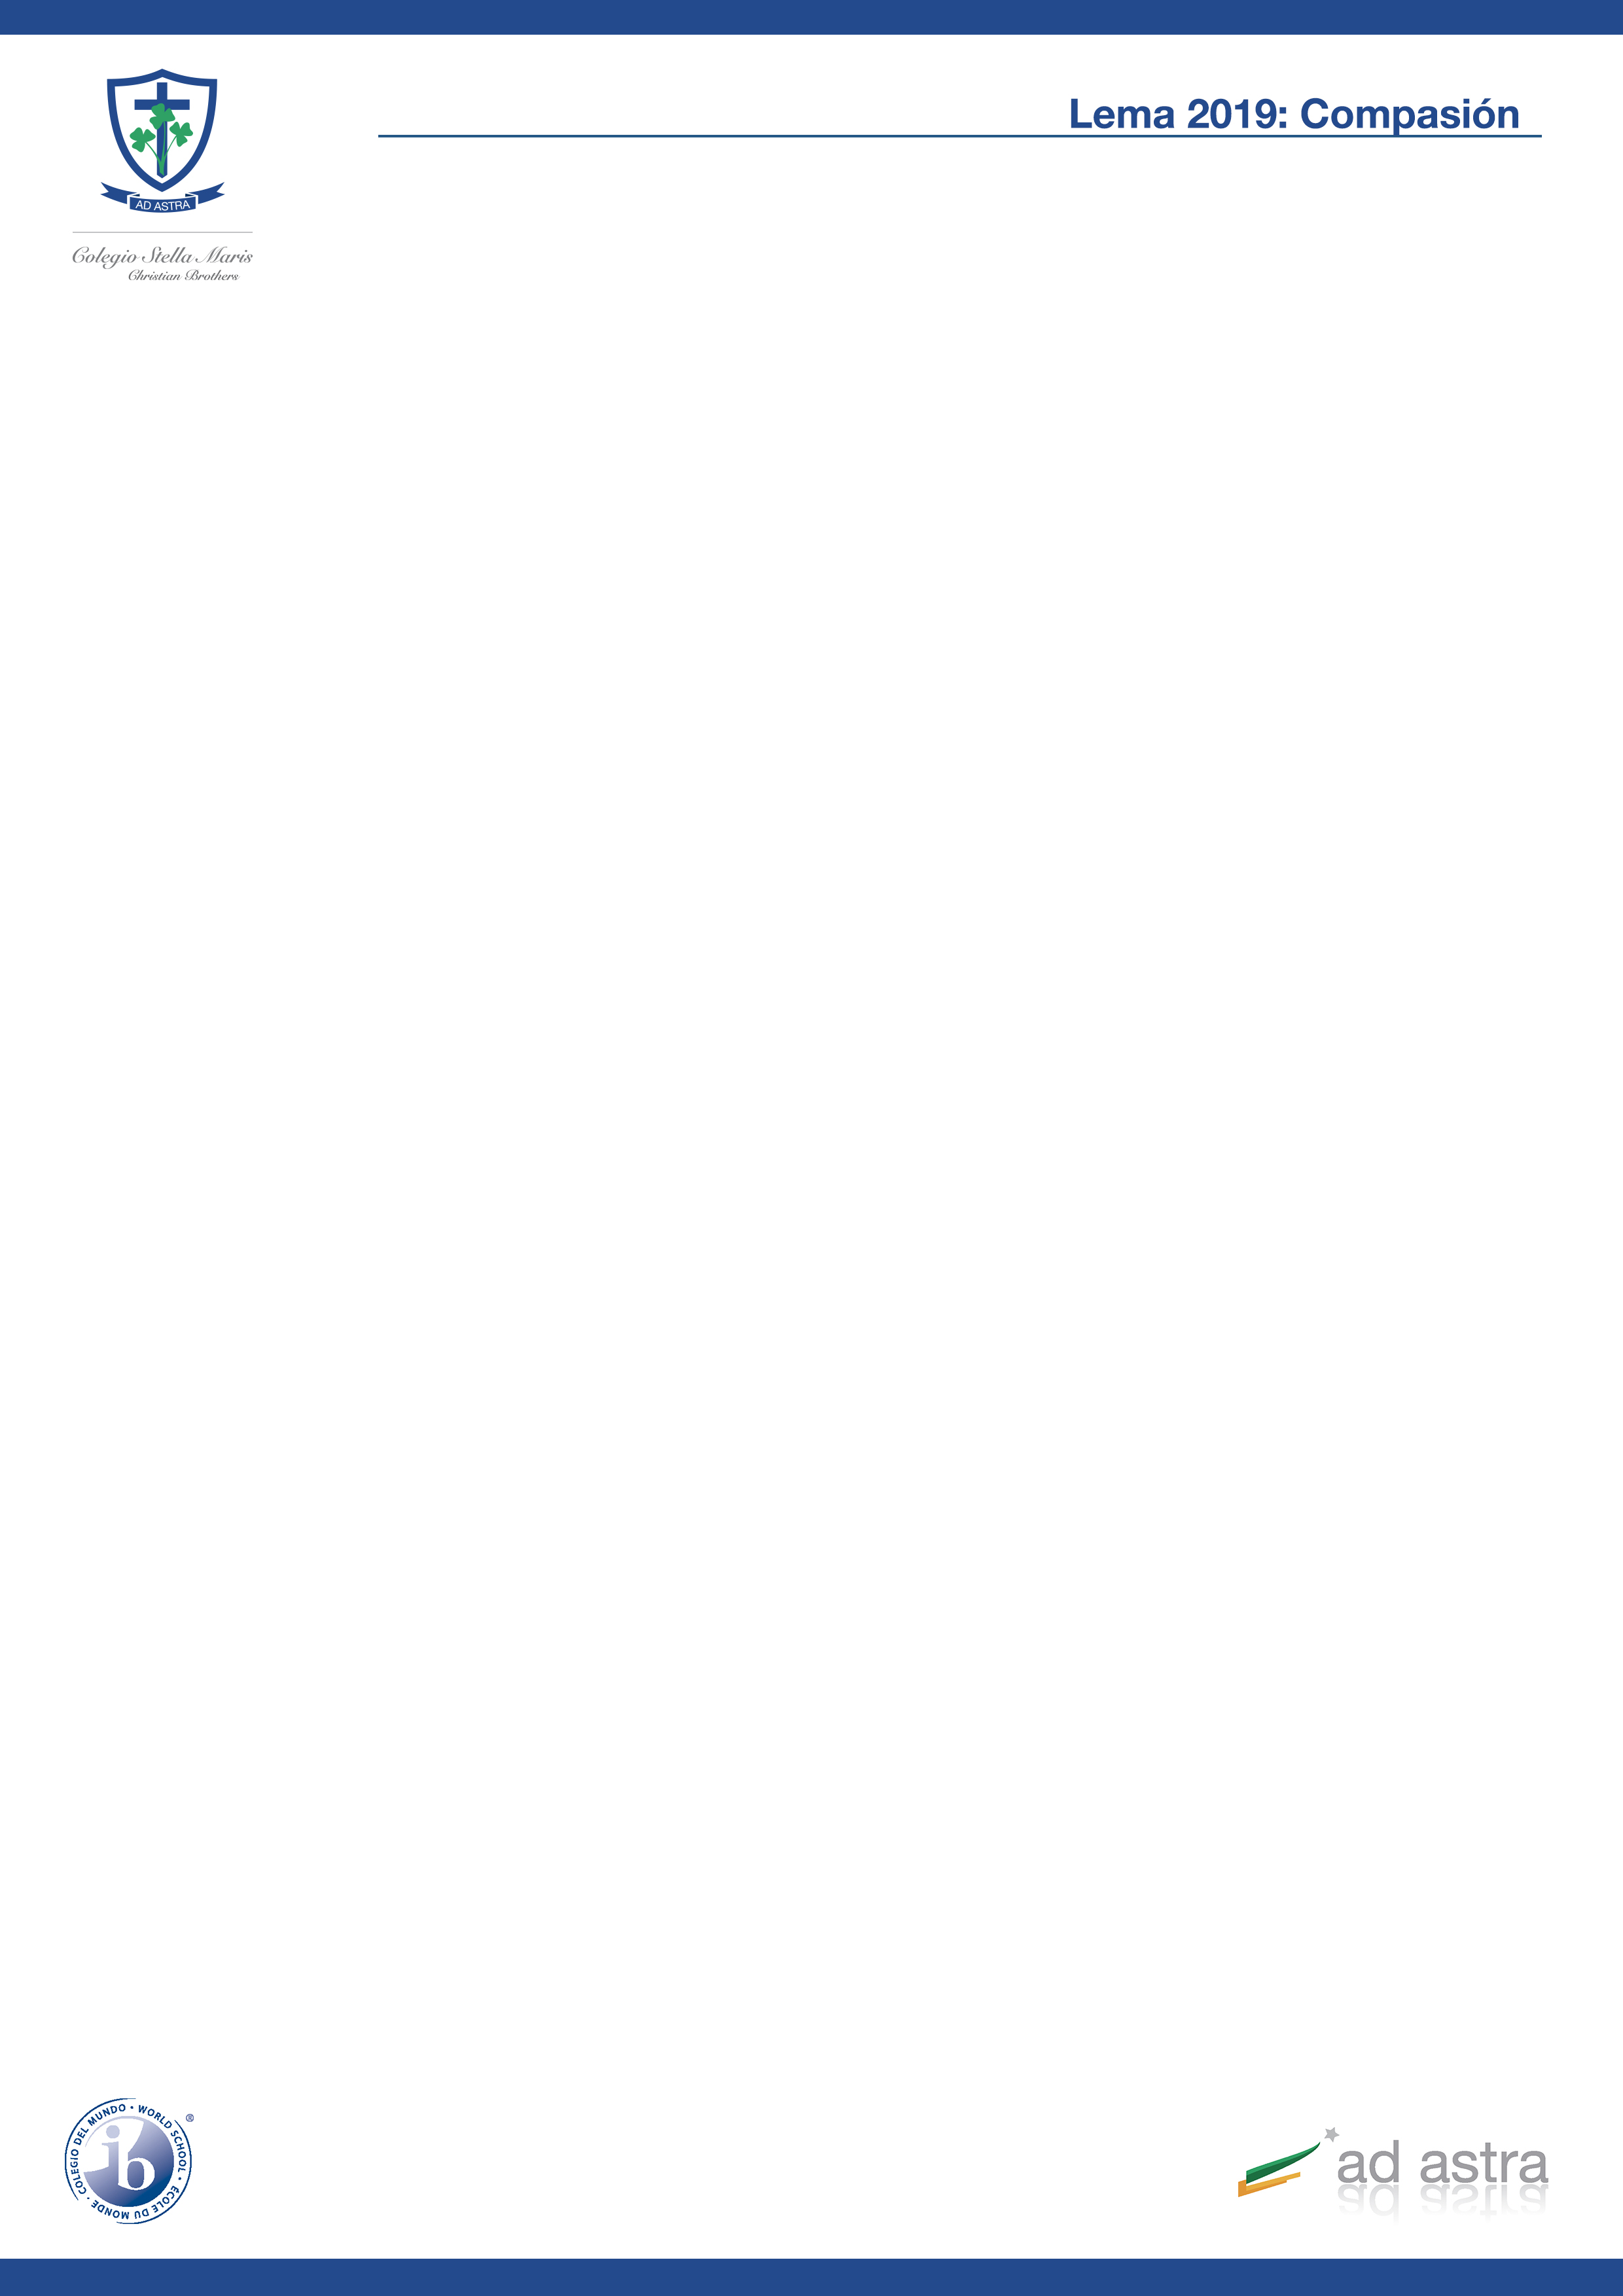 Lema 2019: Compasión
AD ASTRA
Colegio Stella Maris
Christian Brothers
COLEGIO DEL MUNDO • WORLD SCHOOL • ÉCOLE DU MONDE •
ib
®
ad astra